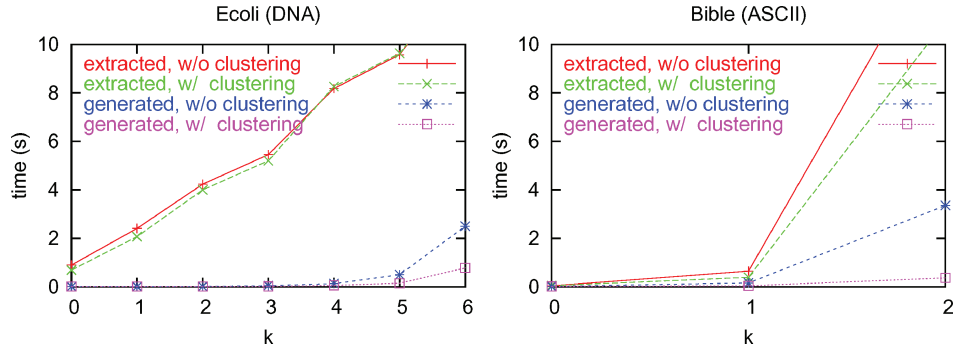 Ecoli (DNA)
10
8
6
4
2
0
time (s)
extracted, w/o clustering
extracted, w/ clustering
generated, w/o clustering
generated, w/ clustering
0 1 2 3 4 5 6
k
Bible (ASCII)
10
8
6
4
2
0
time (s)
extracted, w/o clustering
extracted, w/ clustering
generated, w/o clustering
generated, w/ clustering
0 1 2
k